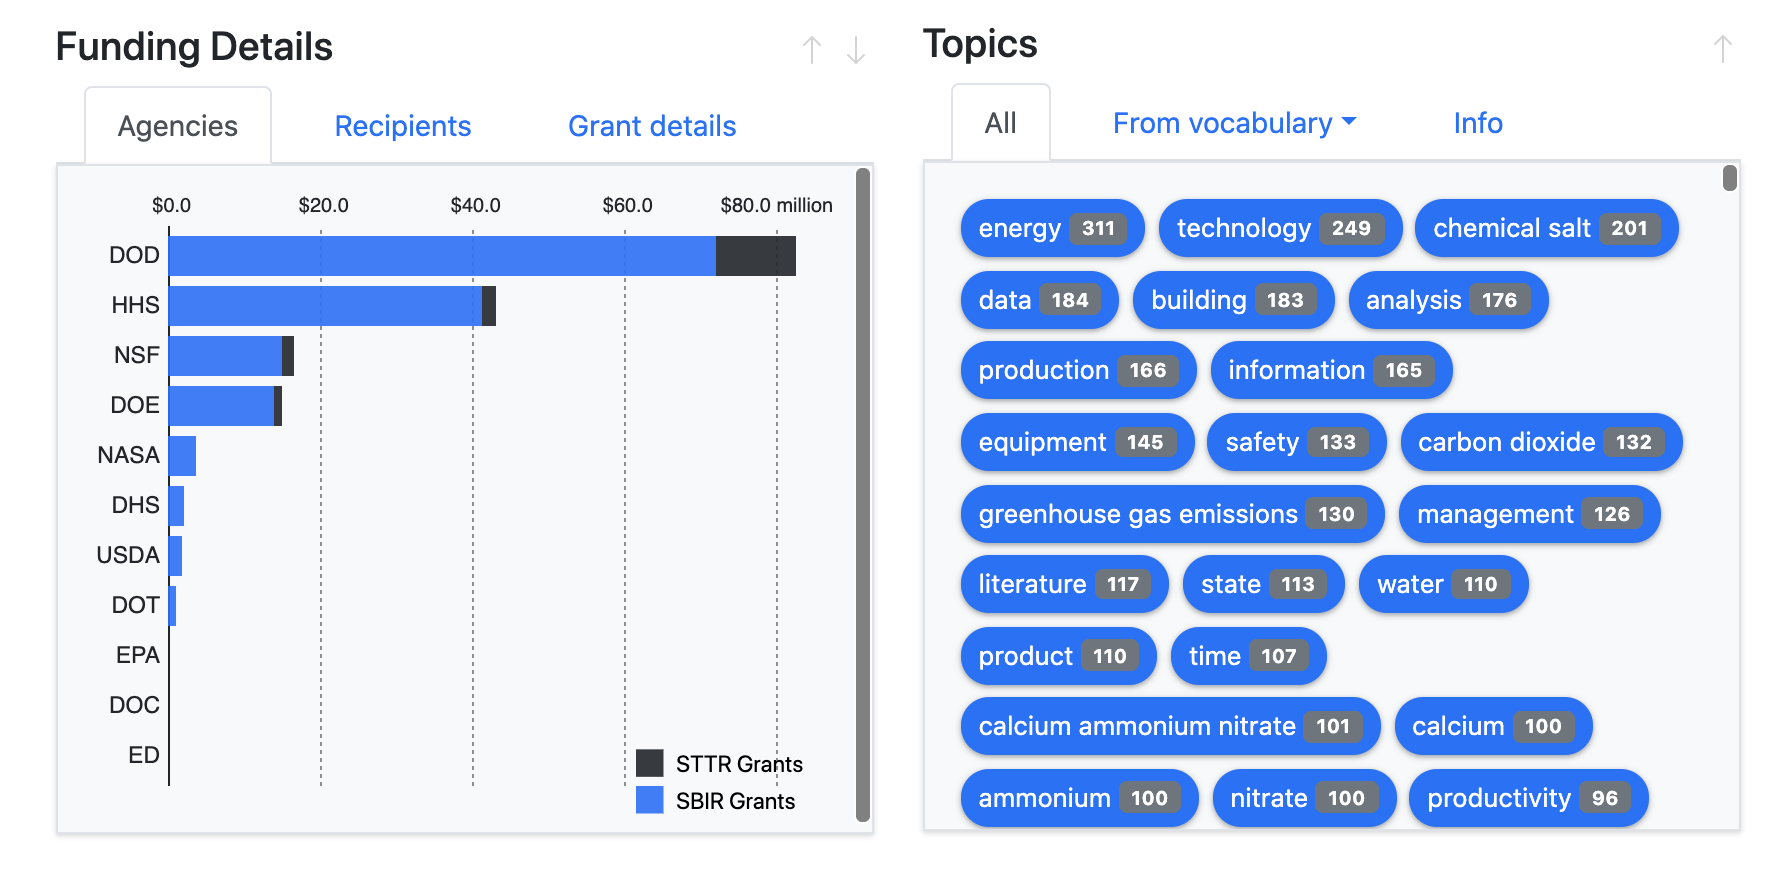 Funding Details
Agencies
Recipients
Grant details
$0.0
$20.0
$40.0
$60.0
$80.0 million
DOD
HHS
NSF
DOE
NASA
DHS
USDA
DOT
EPA
DOC
ED
STTR Grants
SBIR Grants
Topics
All
From vocabulary
Info
energy 311
technology 249
chemical salt 201
data 184
building 183
analysis 176
production 166
information 165
equipment 145
safety 133
carbon dioxide 132
greenhouse gas emissions 130
management 126
literature 117
state 113
water 110
product 110
time 107
calcium ammonium nitrate 101
calcium 100
ammonium 100
nitrate 100
productivity 96